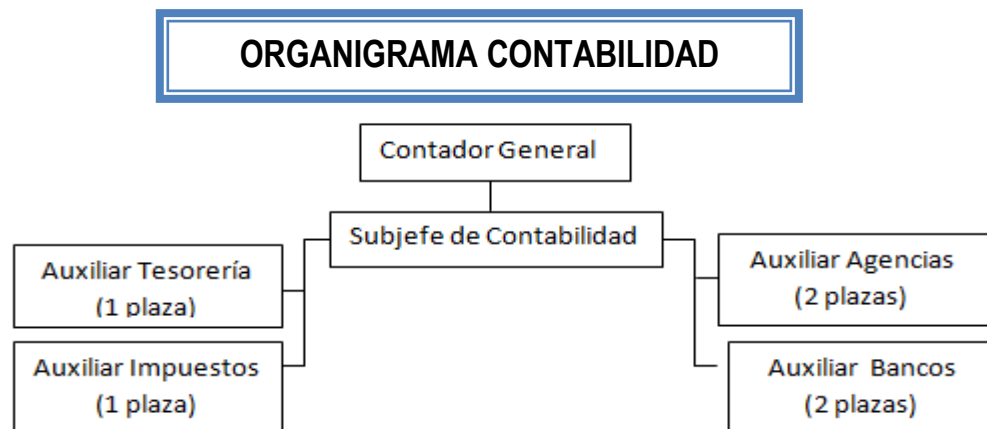 ORGANIGRAMA CONTABILIDAD
Contador General
Subjefe de Contabilidad
Auxiliar Tesorería
(1 plaza)
Auxiliar Agencias
(2 plazas)
Auxiliar Impuestos
(1 plaza)
Auxiliar Bancos
(2 plazas)